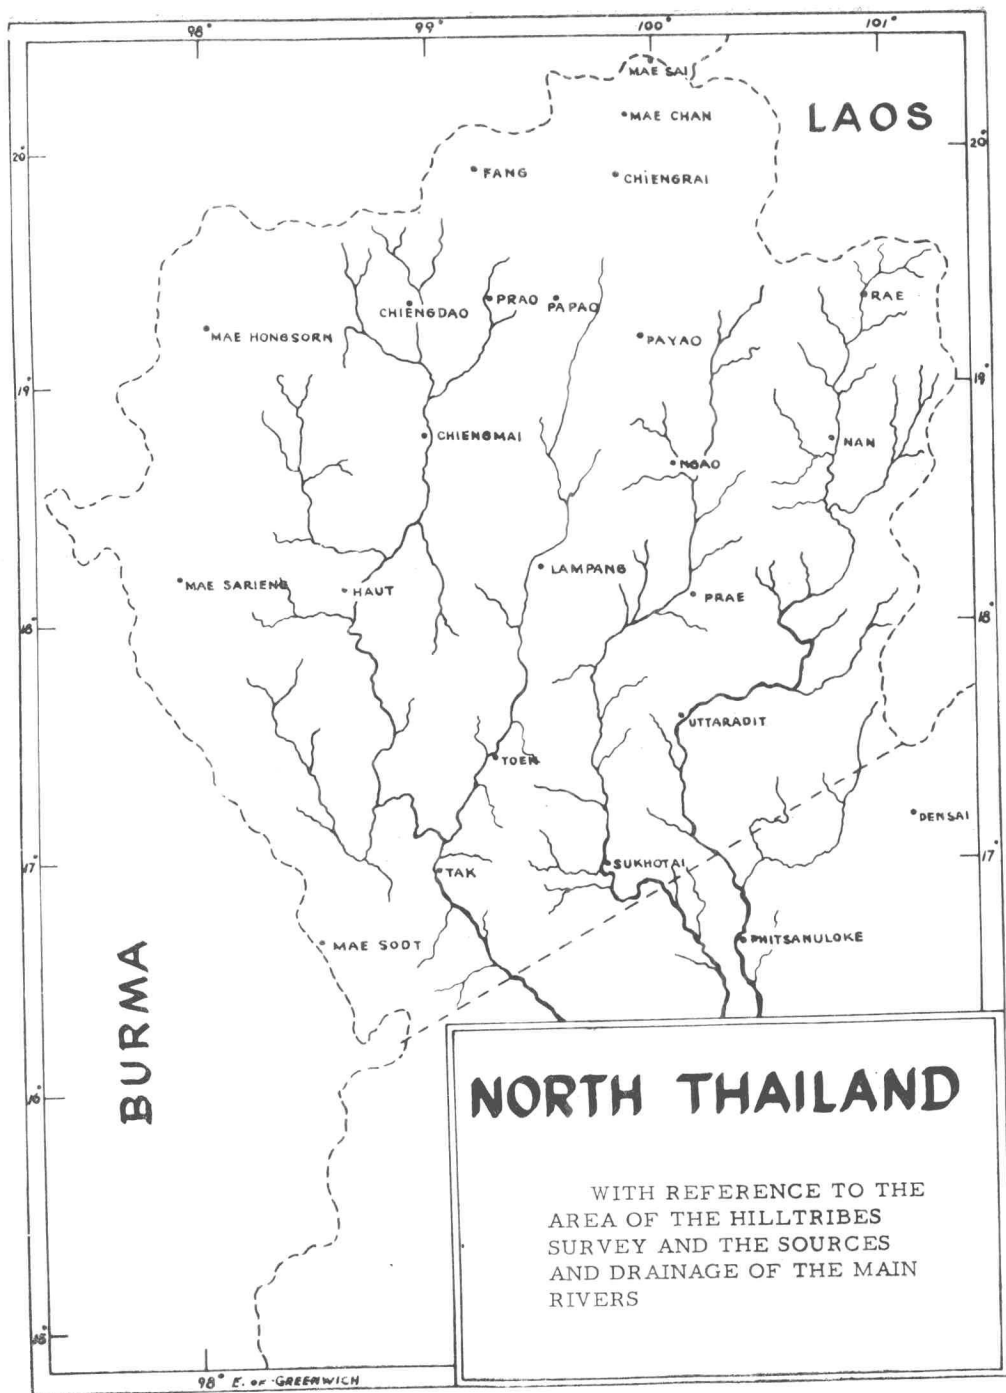 98°
99°
100°
101°
MAE SAI
LAOS
MAE CHAN
20°
20°
FANG
CHIENGRAI
RAE
PRAO
PAPAO
CHIENGDAO
MAE HONGSORN
PAYAO
19°
19°
CHIENGMAI
NAN
NGAO
LAMPANG
MAE SARIENG
HAUT
PRAE
18°
18°
UTTARADIT
TOEN
DENSAI
17°
17°
SUKHOTAI
TAK
PHITSANULOKE
MAE SODT
BURMA
16°
NORTH THAILAND
WITH REFERENCE TO THE
AREA OF THE HILLTRIBES
SURVEY AND THE SOURCES
AND DRAINAGE OF THE MAIN
RIVERS
15°
98° E. OF GREENWICH